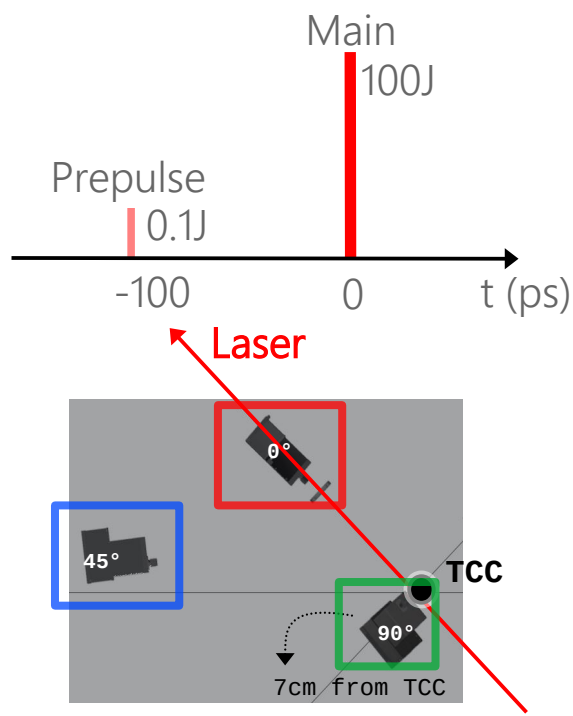 Main
100J
Prepulse
0.1J
-100
0
t (ps)
Laser
0°
45°
TCC
90°
7cm from TCC